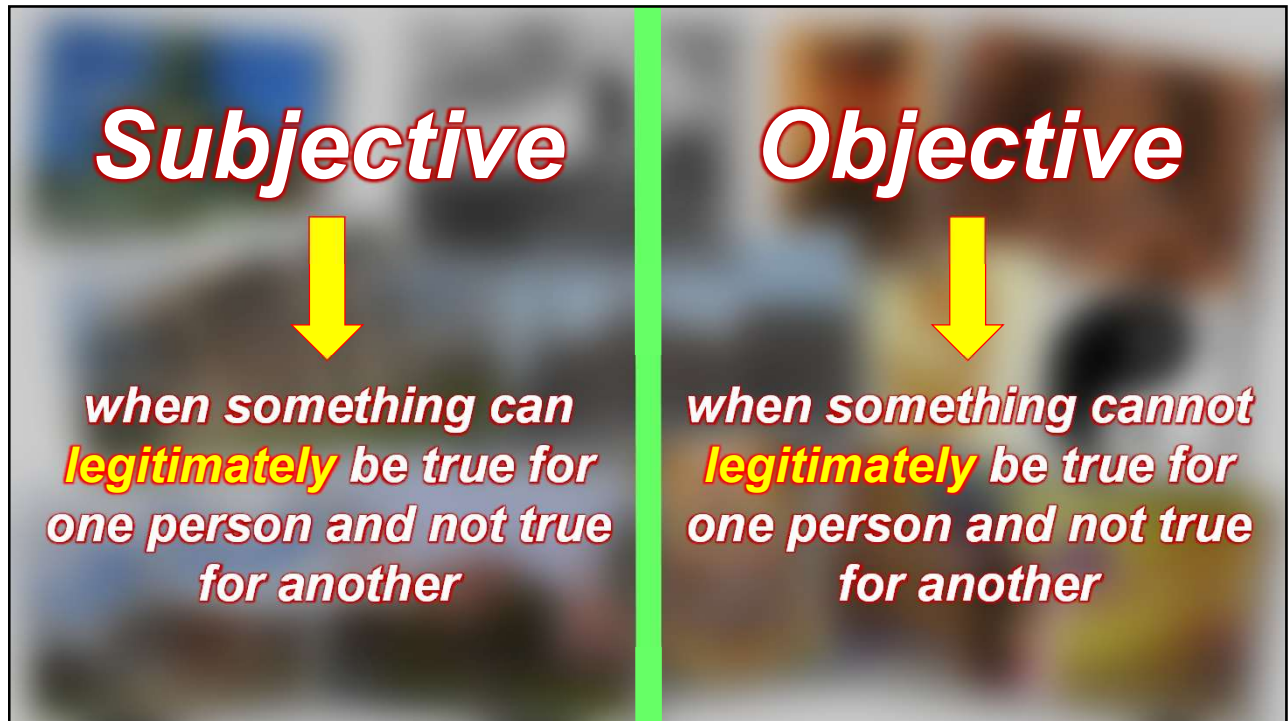 Subjective
when something can
legitimately be true for
one person and not true
for another
Objective
when something cannot
legitimately be true for
one person and not true
for another